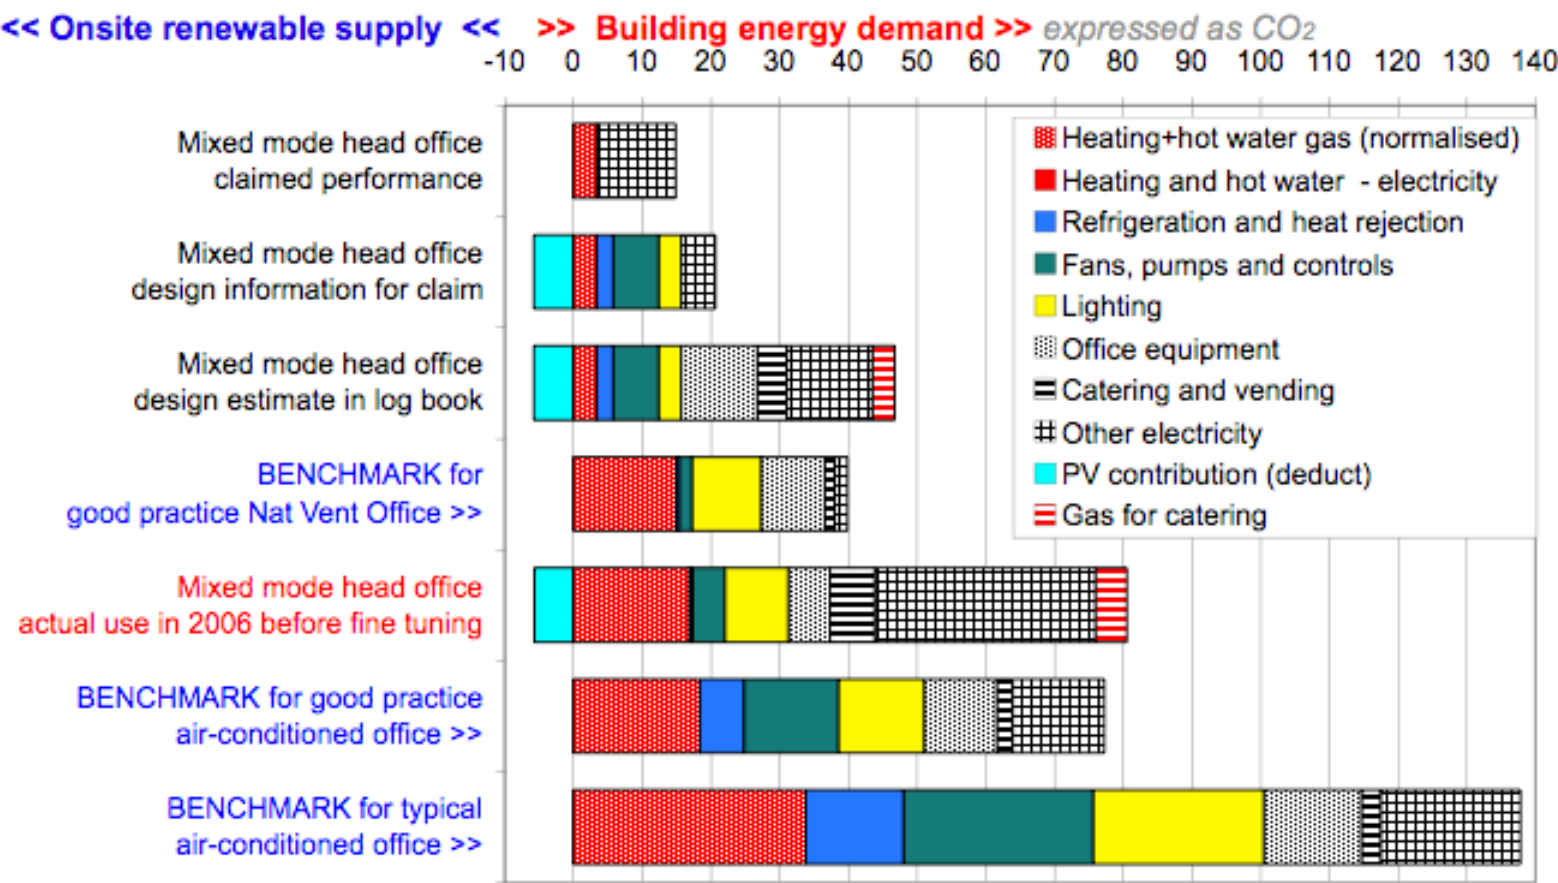 << Onsite renewable supply << >> Building energy demand >> expressed as CO2
-10 0 10 20 30 40 50 60 70 80 90 100 110 120 130 140
Mixed mode head office
claimed performance
Mixed mode head office
design information for claim
Mixed mode head office
design estimate in log book
BENCHMARK for
good practice Nat Vent Office >>
Mixed mode head office
actual use in 2006 before fine tuning
BENCHMARK for good practice
air-conditioned office >>
BENCHMARK for typical
air-conditioned office >>
Heating+hot water gas (normalised)
Heating and hot water - electricity
Refrigeration and heat rejection
Fans, pumps and controls
Lighting
Office equipment
Catering and vending
Other electricity
PV contribution (deduct)
Gas for catering